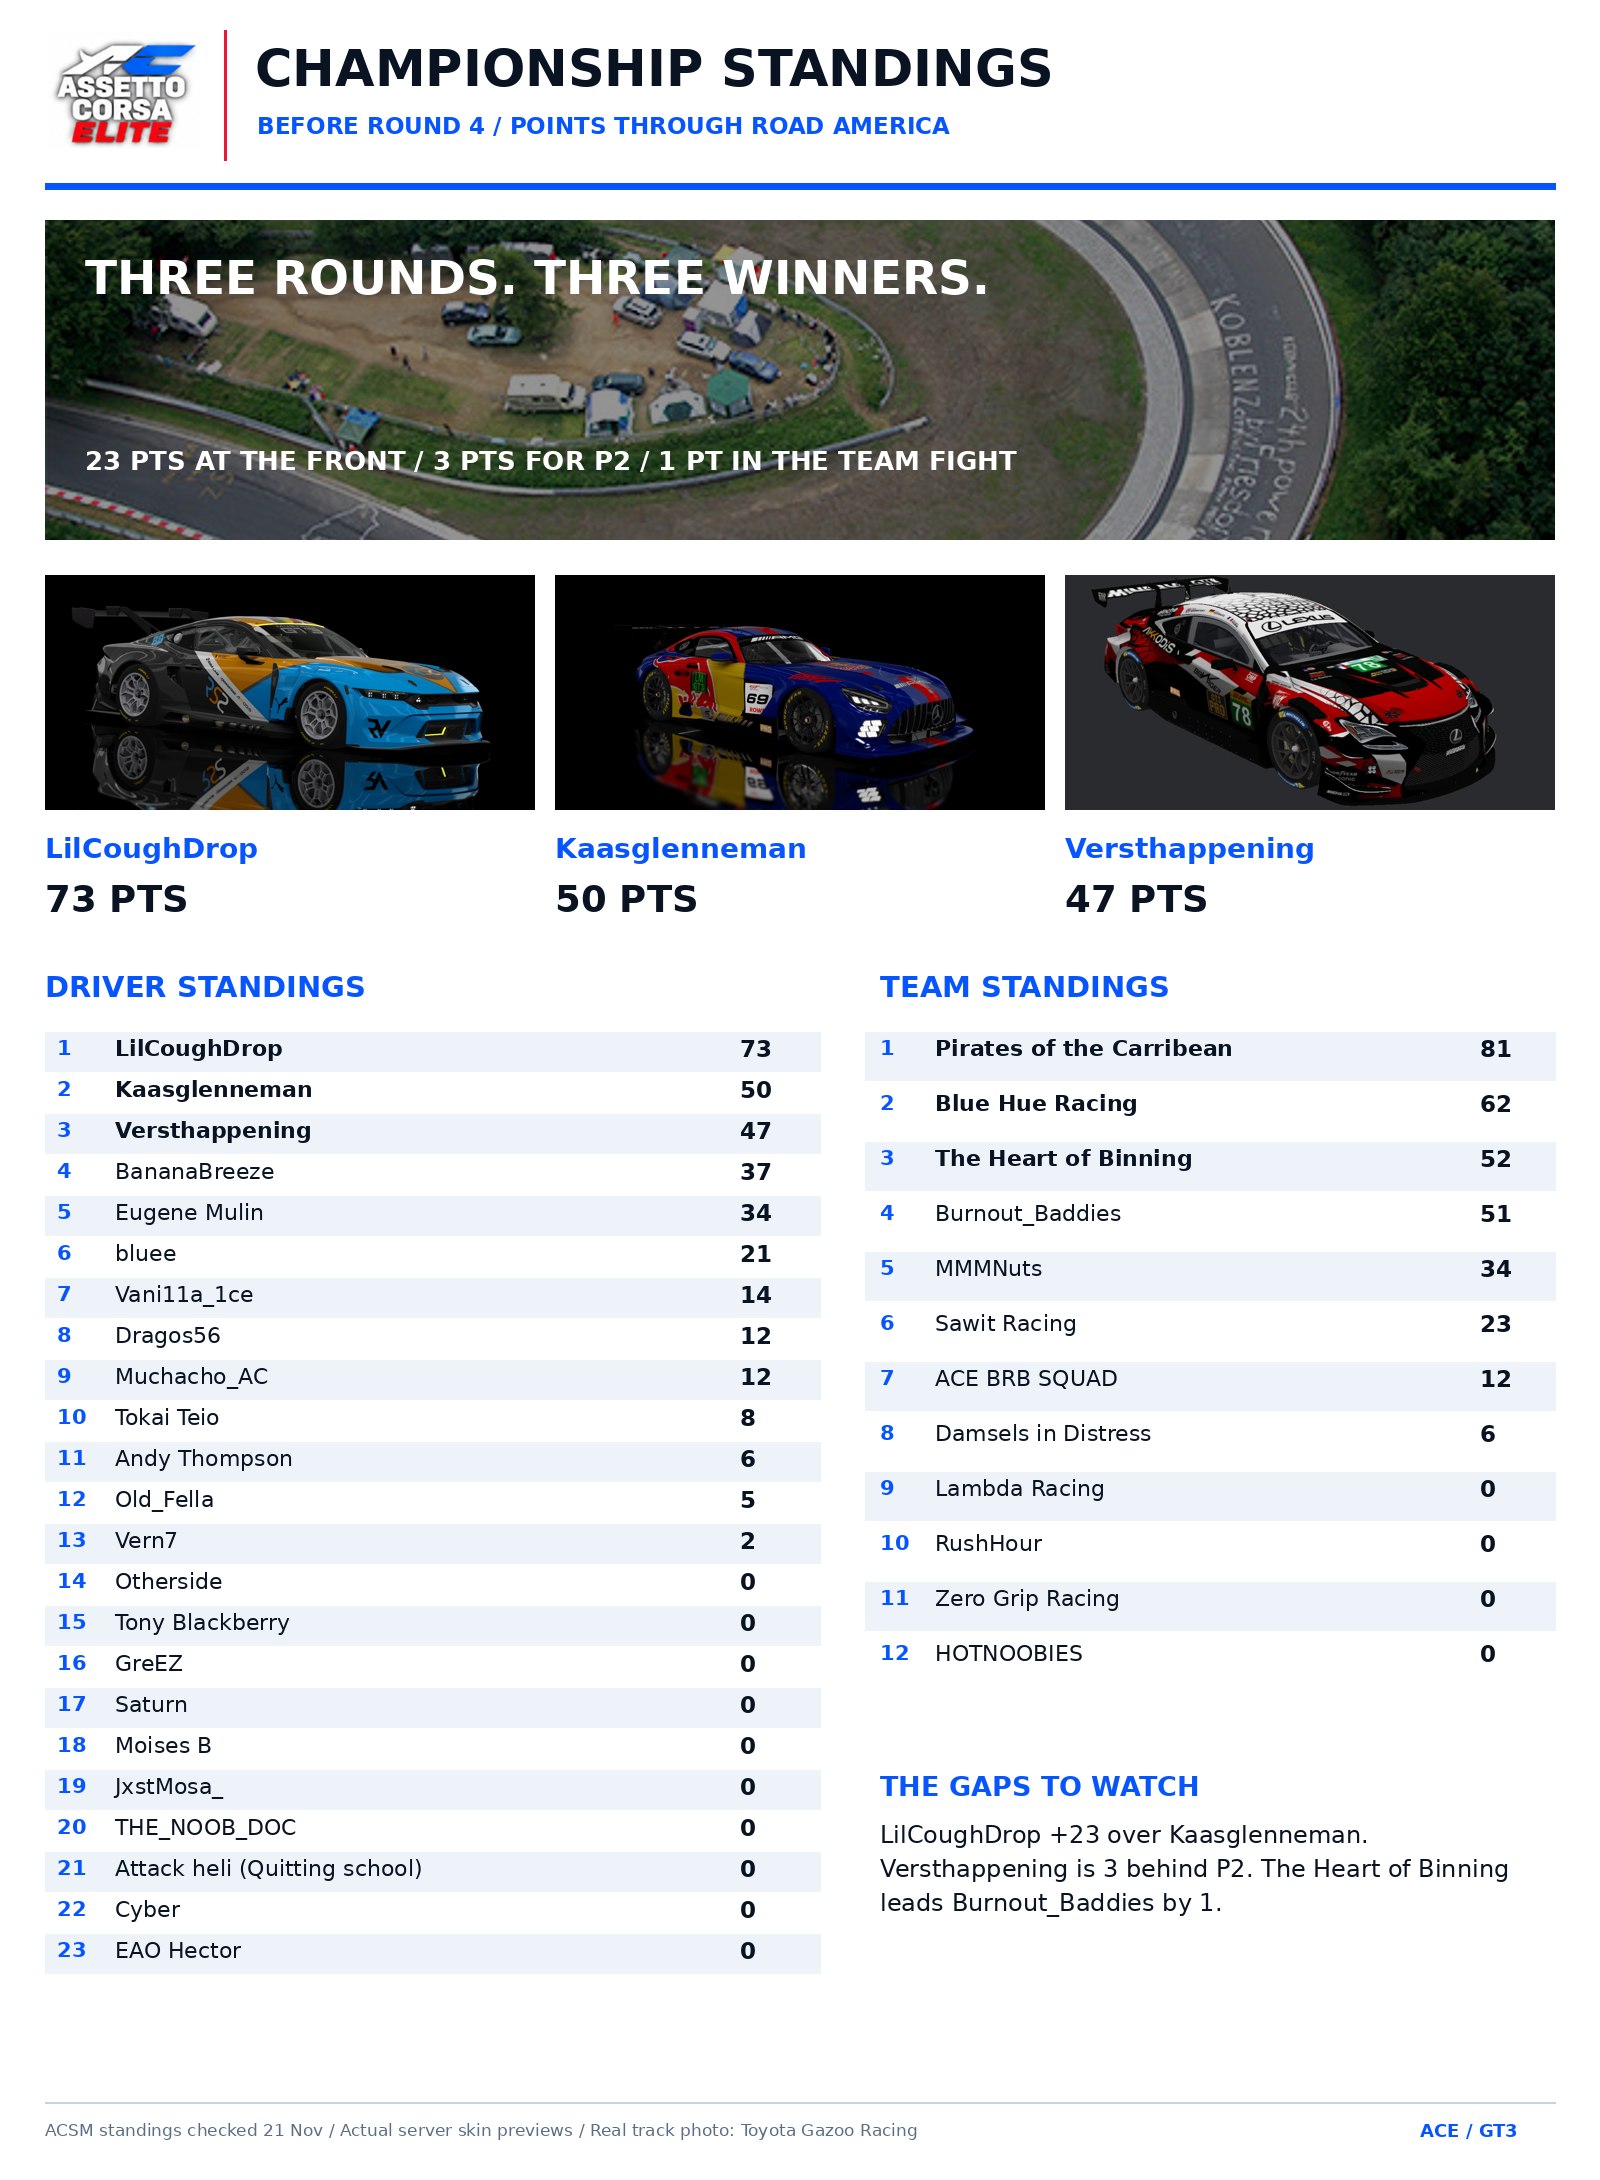 ASSETTO
CORSA
ELITE
CHAMPIONSHIP STANDINGS
BEFORE ROUND 4 / POINTS THROUGH ROAD AMERICA
THREE ROUNDS. THREE WINNERS.
23 PTS AT THE FRONT / 3 PTS FOR P2 / 1 PT IN THE TEAM FIGHT
KOBLENZ
69
LEXUS
78
78
LilCoughDrop
73 PTS
Kaasglenneman
50 PTS
Versthappening
47 PTS
DRIVER STANDINGS
1 LilCoughDrop 73
2 Kaasglenneman 50
3 Versthappening 47
4 BananaBreeze 37
5 Eugene Mulin 34
6 bluee 21
7 Vani11a_1ce 14
8 Dragos56 12
9 Muchacho_AC 12
10 Tokai Teio 8
11 Andy Thompson 6
12 Old_Fella 5
13 Vern7 2
14 Otherside 0
15 Tony Blackberry 0
16 GreEZ 0
17 Saturn 0
18 Moises B 0
19 JxstMosa_ 0
20 THE_NOOB_DOC 0
21 Attack heli (Quitting school) 0
22 Cyber 0
23 EAO Hector 0
TEAM STANDINGS
1 Pirates of the Carribean 81
2 Blue Hue Racing 62
3 The Heart of Binning 52
4 Burnout_Baddies 51
5 MMMNuts 34
6 Sawit Racing 23
7 ACE BRB SQUAD 12
8 Damsels in Distress 6
9 Lambda Racing 0
10 RushHour 0
11 Zero Grip Racing 0
12 HOTNOOBIES 0
THE GAPS TO WATCH
LilCoughDrop +23 over Kaasglenneman.
Versthappening is 3 behind P2. The Heart of Binning
leads Burnout_Baddies by 1.
ACSM standings checked 21 Nov / Actual server skin previews / Real track photo: Toyota Gazoo Racing
ACE / GT3